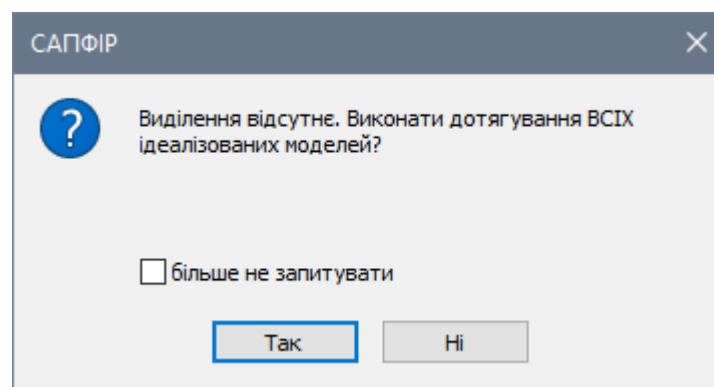 САПФІР
Виділення відсутнє. Виконати дотягування ВСІХ
ідеалізованих моделей?
більше не запитувати
Так
Ні